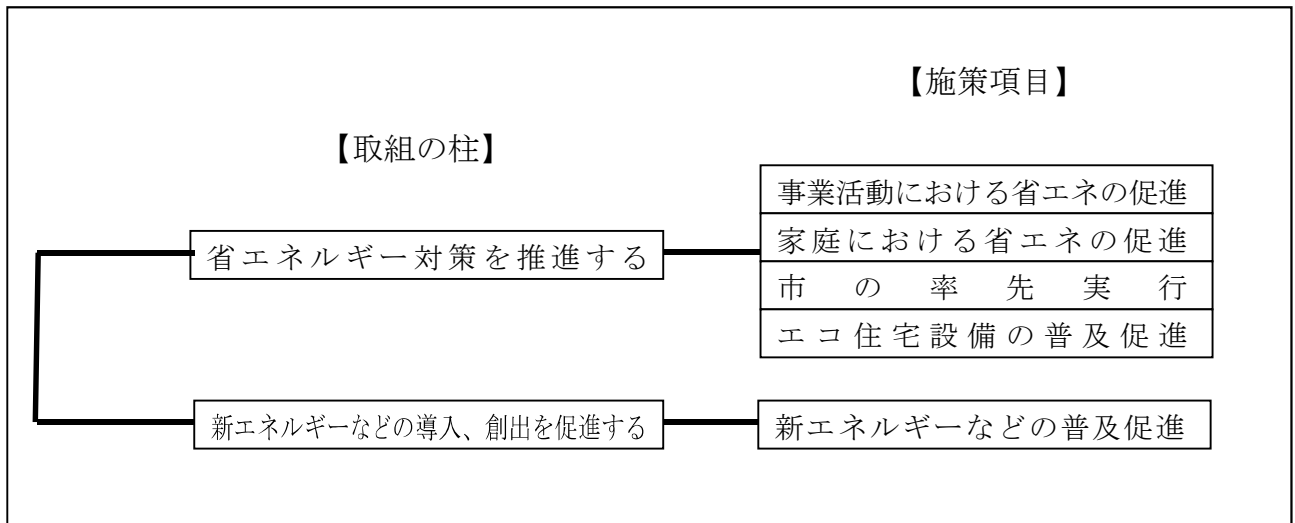 【施策項目】
【取組の柱】
事業活動における省エネの促進
家庭における省エネの促進
省エネルギー対策を推進する
市の率先実行
エコ住宅設備の普及促進
新エネルギーなどの導入、創出を促進する
新エネルギーなどの普及促進